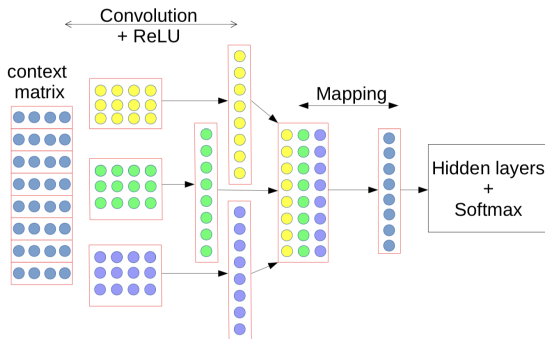 Convolution
+ ReLU
context
matrix
Mapping
Hidden layers
+
Softmax